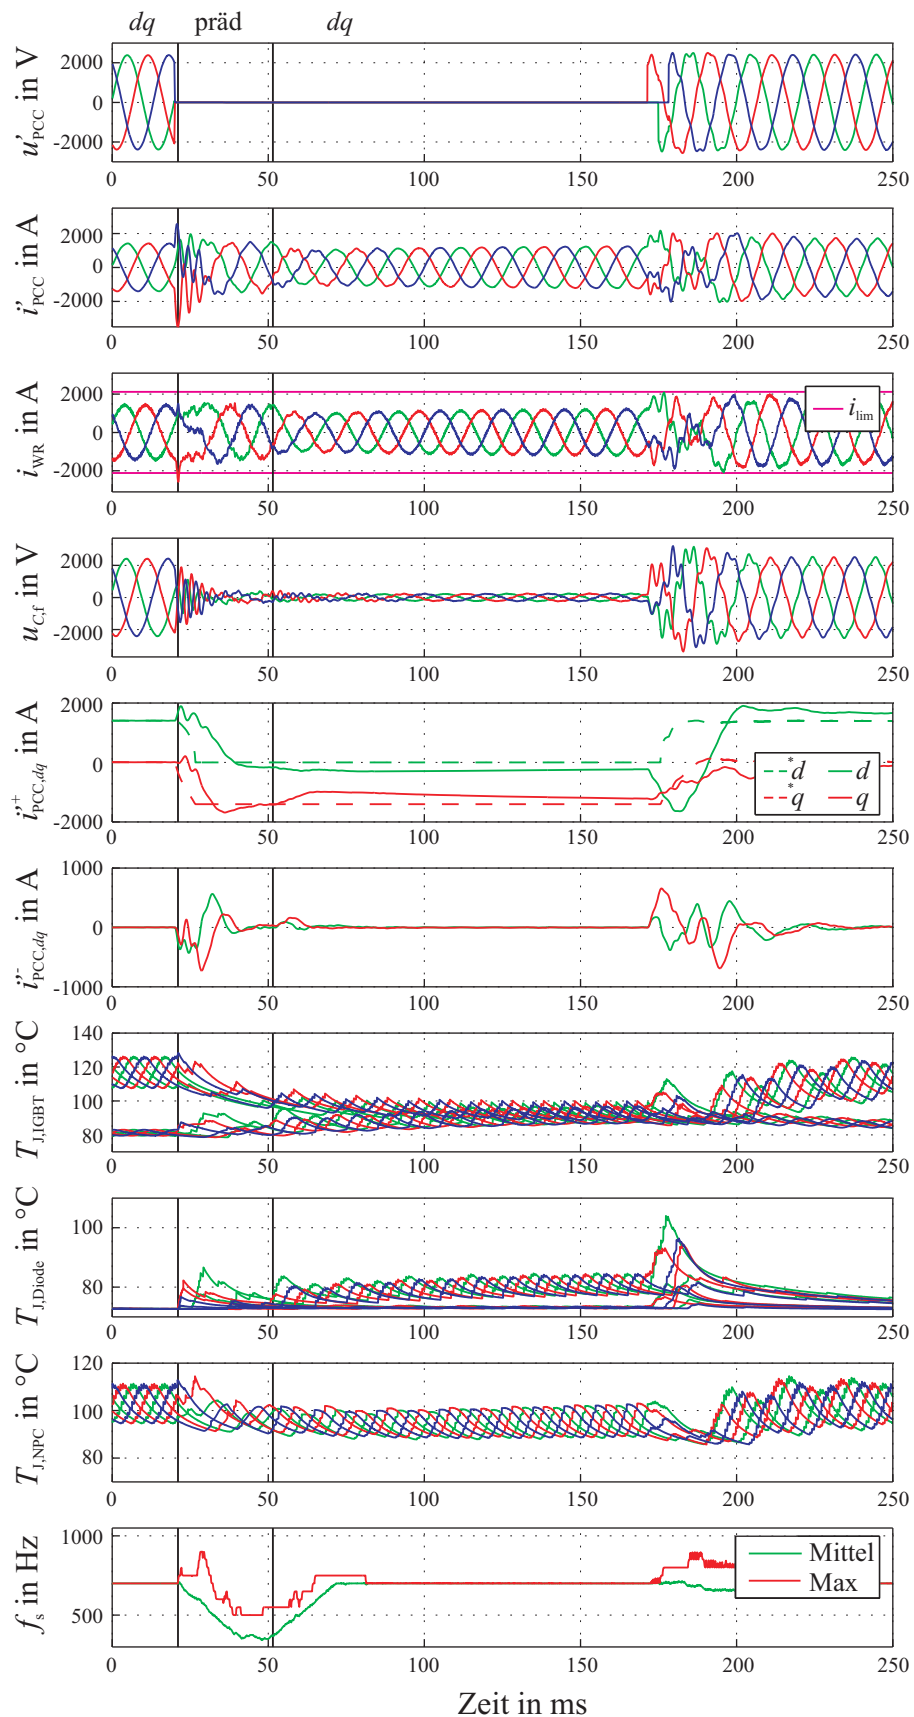 dq präd dq
u'PCC in V
2000
0
-2000
0 50 100 150 200 250
i'PCC in A
2000
0
-2000
0 50 100 150 200 250
iWR in A
2000
0
-2000
ilim
0 50 100 150 200 250
uC,f in V
2000
0
-2000
0 50 100 150 200 250
i'+PCC,dq in A
2000
0
-2000
*d d
*q q
0 50 100 150 200 250
i'-PCC,dq in A
1000
0
-1000
0 50 100 150 200 250
TJ,IGBT in °C
140
120
100
80
0 50 100 150 200 250
TJ,Diode in °C
100
80
0 50 100 150 200 250
TJ,NPC in °C
120
100
80
0 50 100 150 200 250
fs in Hz
1000
500
Mittel
Max
0 50 100 150 200 250
Zeit in ms